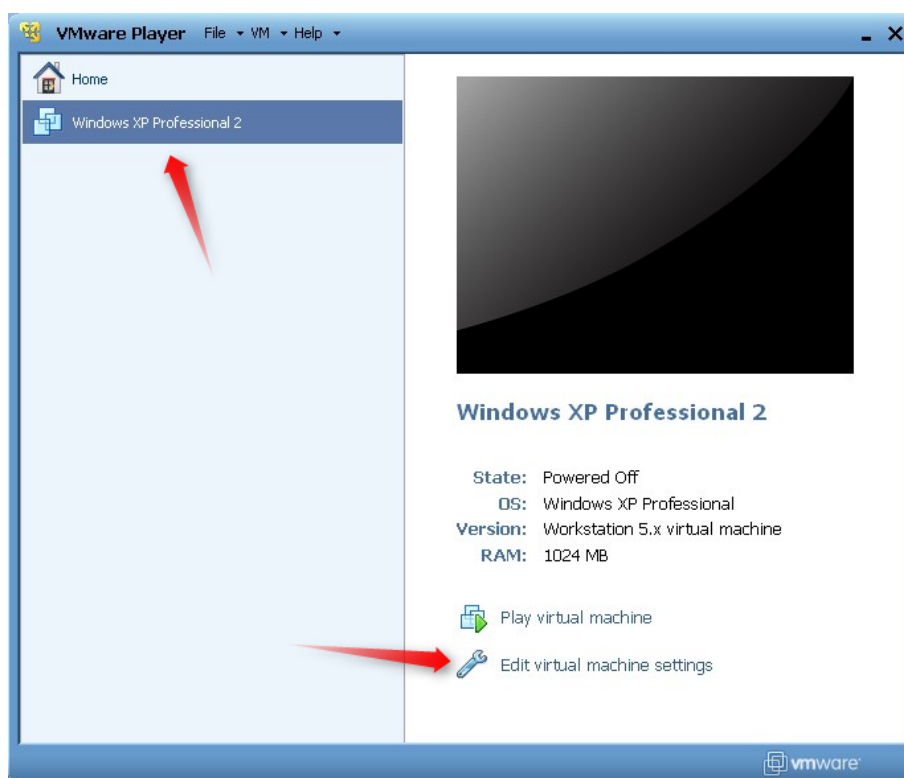 VMware Player File VM Help
Home
Windows XP Professional 2
Windows XP Professional 2
State: Powered Off
OS: Windows XP Professional
Version: Workstation 5.x virtual machine
RAM: 1024 MB
Play virtual machine
Edit virtual machine settings
vmware